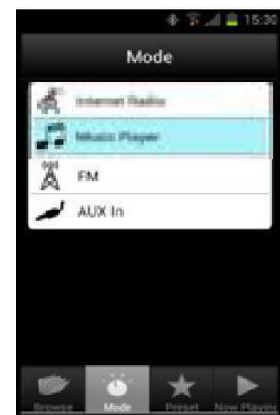 15:30
Mode
Internet Radio
Music Player
FM
AUX In
Browse Mode Preset Now Playing